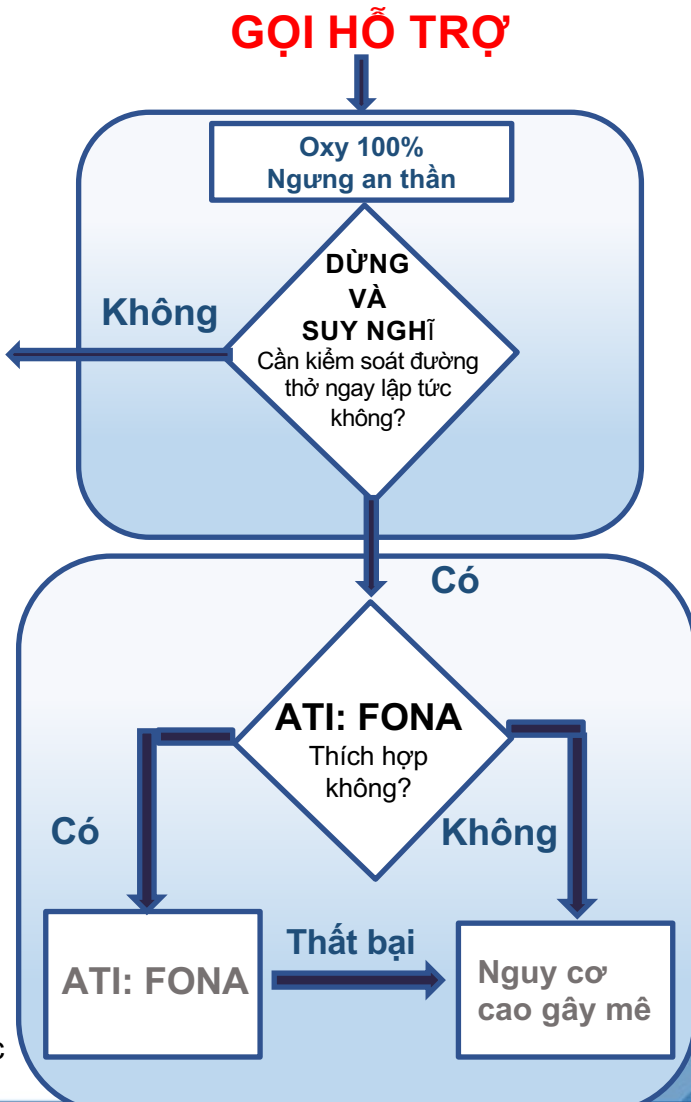 GỌI HỖ TRỢ
Oxy 100%
Ngưng an thần
DỪNG
VÀ
SUY NGHĨ
Cần kiểm soát đường
thở ngay lập tức
không?
Không
Có
ATI: FONA
Thích hợp
không?
Có
Không
ATI: FONA
Thất bại
Nguy cơ
cao gây mê
c